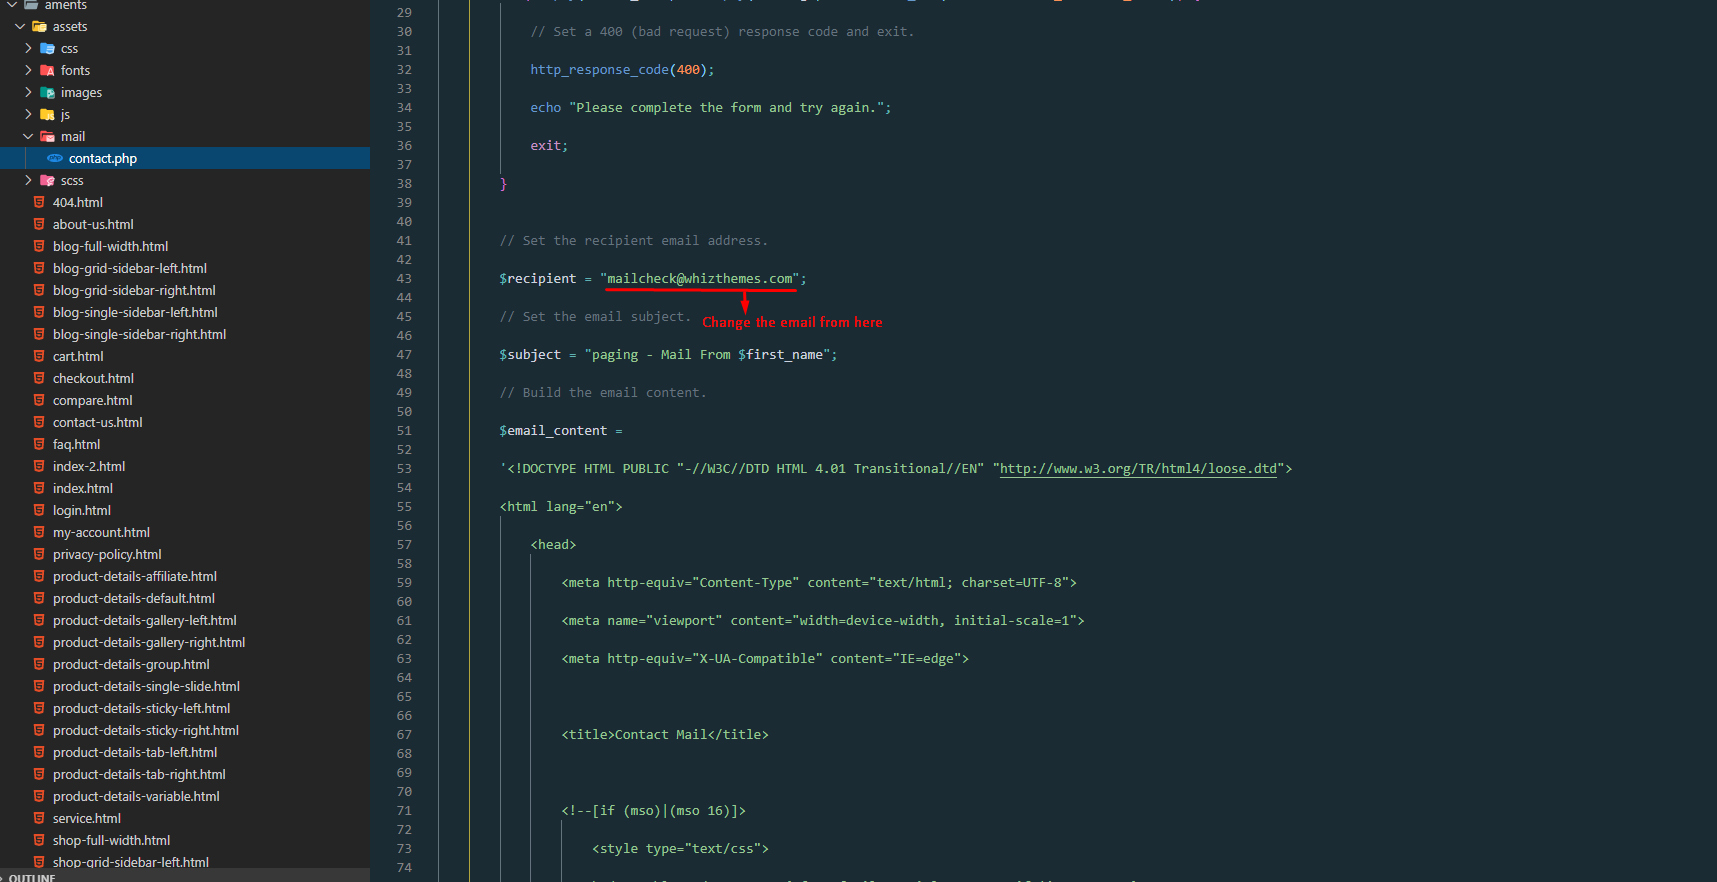 aments
assets
css
fonts
images
js
mail
contact.php
scss
404.html
about-us.html
blog-full-width.html
blog-grid-sidebar-left.html
blog-grid-sidebar-right.html
blog-single-sidebar-left.html
blog-single-sidebar-right.html
cart.html
checkout.html
compare.html
contact-us.html
faq.html
index-2.html
index.html
login.html
my-account.html
privacy-policy.html
product-details-affiliate.html
product-details-default.html
product-details-gallery-left.html
product-details-gallery-right.html
product-details-group.html
product-details-single-slide.html
product-details-sticky-left.html
product-details-sticky-right.html
product-details-tab-left.html
product-details-tab-right.html
product-details-variable.html
service.html
shop-full-width.html
shop-grid-sidebar-left.html
OUTLINE
29
30 // Set a 400 (bad request) response code and exit.
31
32 http_response_code(400);
33
34 echo "Please complete the form and try again.";
35
36 exit;
37
38 }
39
40
41 // Set the recipient email address.
42
43 $recipient = "mailcheck@whizthemes.com";
44
45 // Set the email subject.
Change the email from here
46
47 $subject = "paging - Mail From $first_name";
48
49 // Build the email content.
50
51 $email_content =
52
53 '<!DOCTYPE HTML PUBLIC "-//W3C//DTD HTML 4.01 Transitional//EN" "http://www.w3.org/TR/html4/loose.dtd">
54
55 <html lang="en">
56
57 <head>
58
59 <meta http-equiv="Content-Type" content="text/html; charset=UTF-8">
60
61 <meta name="viewport" content="width=device-width, initial-scale=1">
62
63 <meta http-equiv="X-UA-Compatible" content="IE=edge">
64
65
66
67 <title>Contact Mail</title>
68
69
70
71 <!--[if (mso)|(mso 16)]>
72
73 <style type="text/css">
74